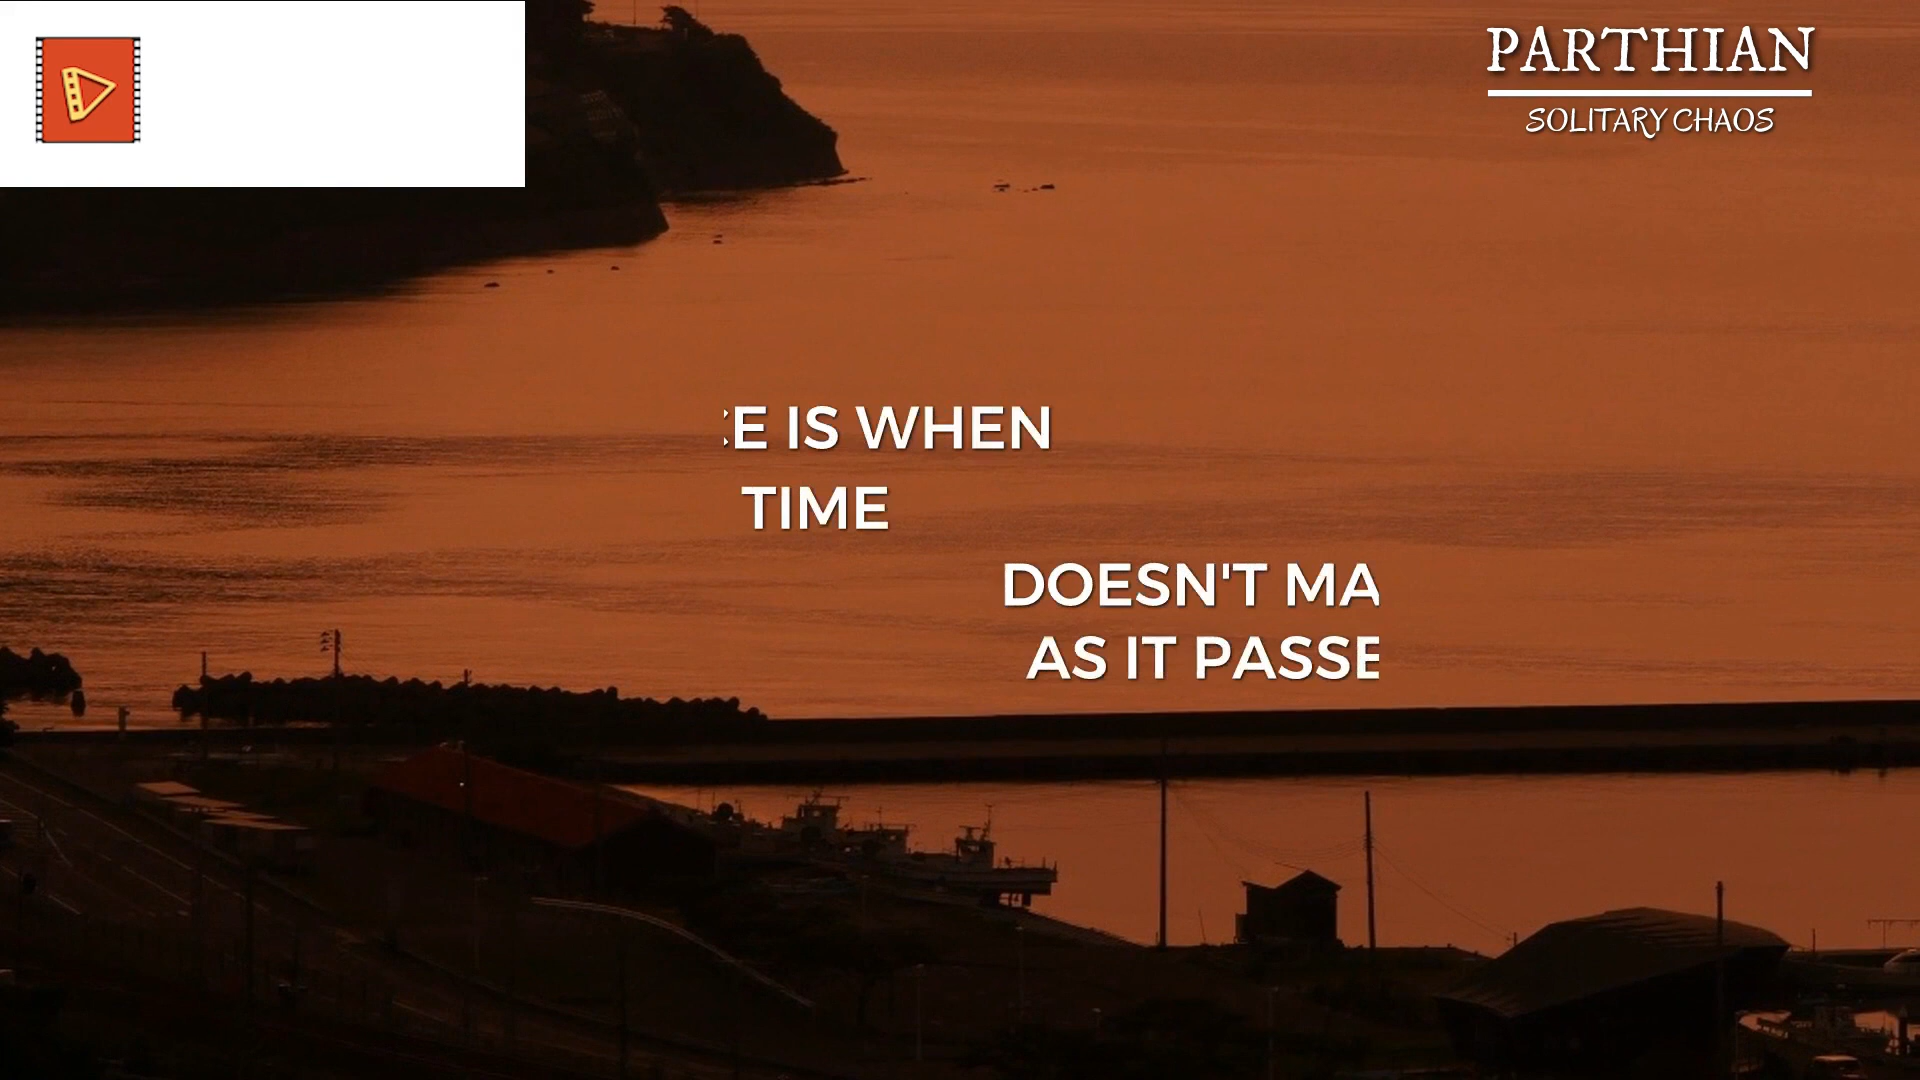 PARTHIAN
SOLITARY CHAOS
E IS WHEN
TIME
DOESN'T MA
AS IT PASSE